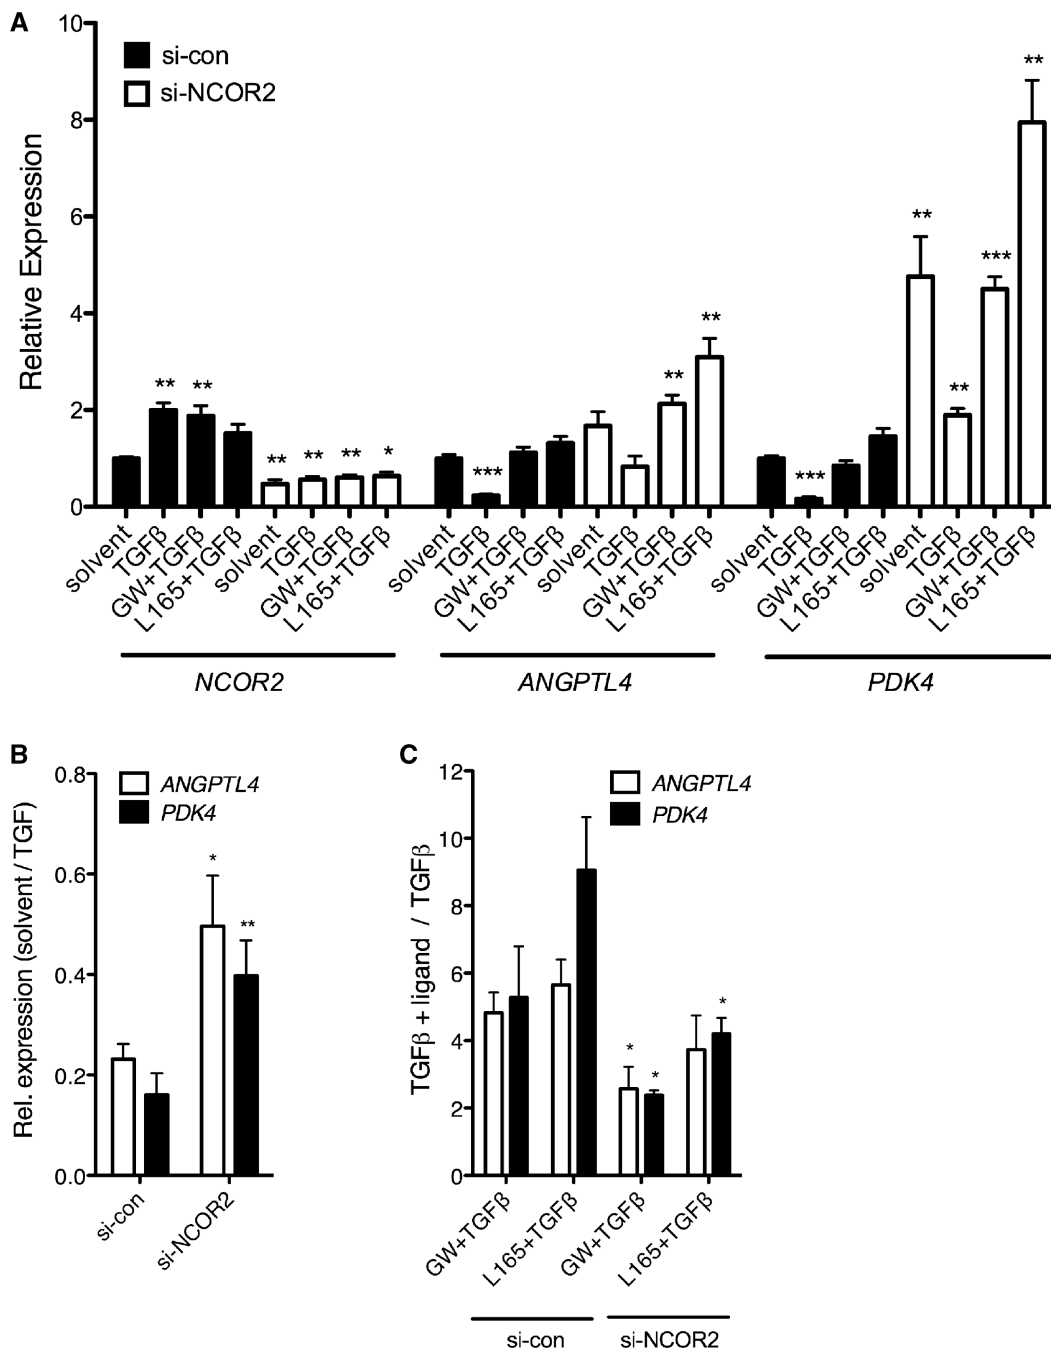 A
10
8
6
4
2
0
Relative Expression
si-con
si-NCOR2
** ** ** ** ** *
*** ** **
*** ** ** *** **
solvent TGFβ GW+TGFβ L165+TGFβ solvent TGFβ GW+TGFβ L165+TGFβ
solvent TGFβ GW+TGFβ L165+TGFβ solvent TGFβ GW+TGFβ L165+TGFβ
solvent TGFβ GW+TGFβ L165+TGFβ solvent TGFβ GW+TGFβ L165+TGFβ
NCOR2 ANGPTL4 PDK4
B
0.8
0.6
0.4
0.2
0.0
Rel. expression (solvent / TGF)
ANGPTL4
PDK4
* **
si-con si-NCOR2
C
12
10
8
6
4
2
0
TGFβ + ligand / TGFβ
ANGPTL4
PDK4
* * *
GW+TGFβ L165+TGFβ GW+TGFβ L165+TGFβ
si-con si-NCOR2